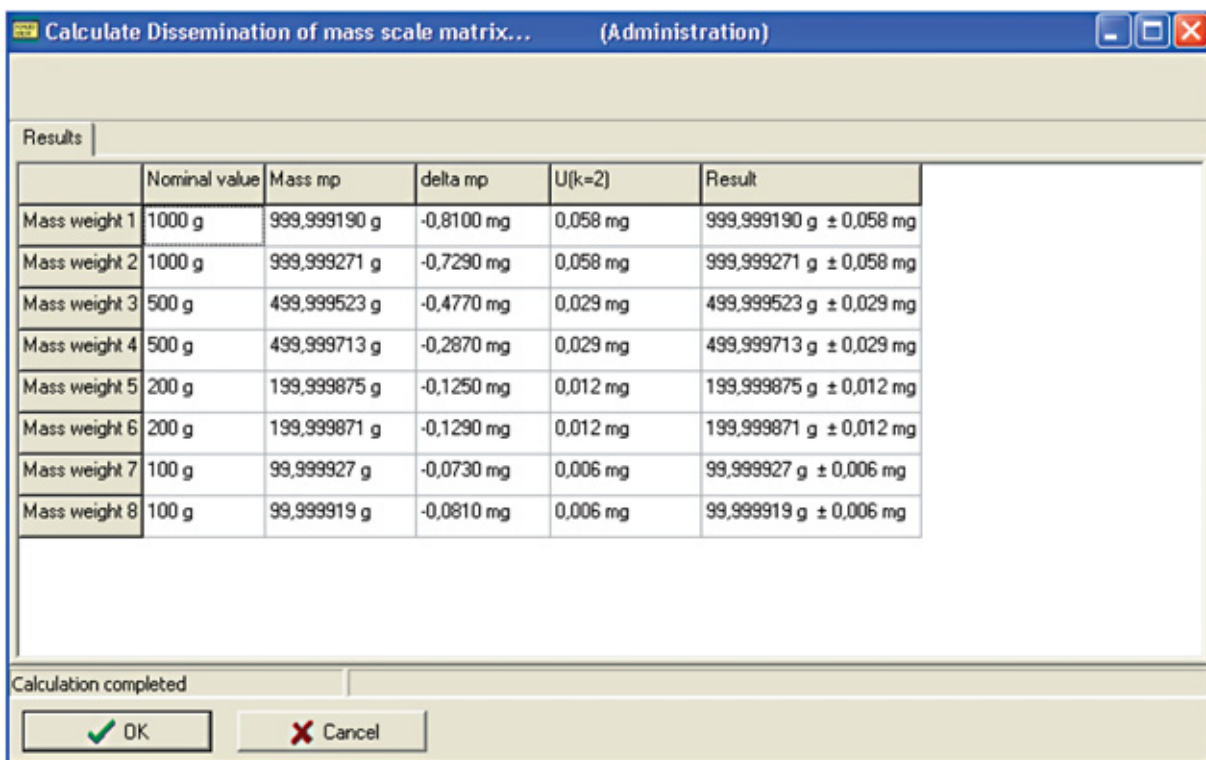 Calculate Dissemination of mass scale matrix... (Administration)
Results
Nominal value Mass mp delta mp U(k=2) Result
Mass weight 1 1000 g 999,999190 g -0,8100 mg 0,058 mg 999,999190 g ± 0,058 mg
Mass weight 2 1000 g 999,999271 g -0,7290 mg 0,058 mg 999,999271 g ± 0,058 mg
Mass weight 3 500 g 499,999523 g -0,4770 mg 0,029 mg 499,999523 g ± 0,029 mg
Mass weight 4 500 g 499,999713 g -0,2870 mg 0,029 mg 499,999713 g ± 0,029 mg
Mass weight 5 200 g 199,999875 g -0,1250 mg 0,012 mg 199,999875 g ± 0,012 mg
Mass weight 6 200 g 199,999871 g -0,1290 mg 0,012 mg 199,999871 g ± 0,012 mg
Mass weight 7 100 g 99,999927 g -0,0730 mg 0,006 mg 99,999927 g ± 0,006 mg
Mass weight 8 100 g 99,999919 g -0,0810 mg 0,006 mg 99,999919 g ± 0,006 mg
Calculation completed
OK Cancel